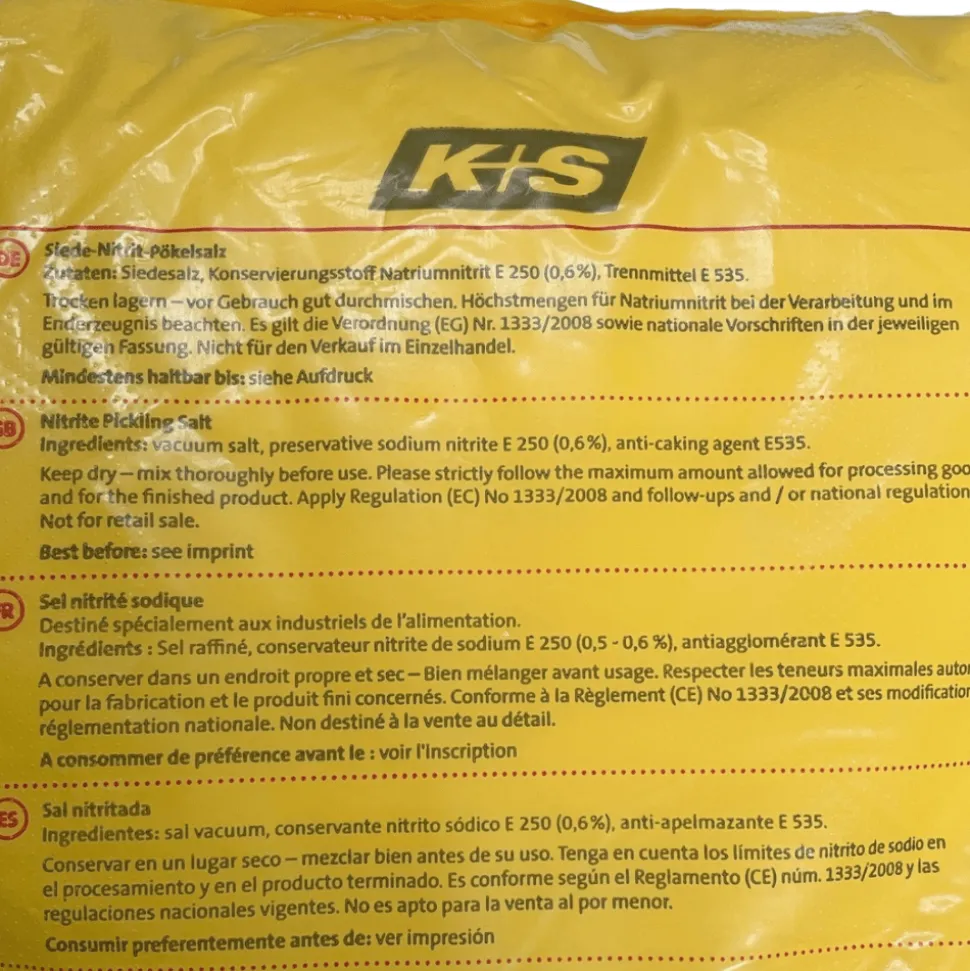 K+S
DE
Siede-Nitrit-Pökelsalz
Zutaten: Siedesalz, Konservierungsstoff Natriumnitrit E 250 (0,6%), Trennmittel E 535.
Trocken lagern – vor Gebrauch gut durchmischen. Höchstmengen für Natriumnitrit bei der Verarbeitung und im
Enderzeugnis beachten. Es gilt die Verordnung (EG) Nr. 1333/2008 sowie nationale Vorschriften in der jeweiligen
gültigen Fassung. Nicht für den Verkauf im Einzelhandel.
Mindestens haltbar bis: siehe Aufdruck
GB
Nitrite Pickling Salt
Ingredients: vacuum salt, preservative sodium nitrite E 250 (0,6%), anti-caking agent E535.
Keep dry – mix thoroughly before use. Please strictly follow the maximum amount allowed for processing goo
and for the finished product. Apply Regulation (EC) No 1333/2008 and follow-ups and / or national regulation
Not for retail sale.
Best before: see imprint
FR
Sel nitrité sodique
Destiné spécialement aux industriels de l'alimentation.
Ingrédients : Sel raffiné, conservateur nitrite de sodium E 250 (0,5 - 0,6 %), antiagglomérant E 535.
A conserver dans un endroit propre et sec – Bien mélanger avant usage. Respecter les teneurs maximales autor
pour la fabrication et le produit fini concernés. Conforme à la Règlement (CE) No 1333/2008 et ses modification
réglementation nationale. Non destiné à la vente au détail.
A consommer de préférence avant le : voir l'Inscription
ES
Sal nitritada
Ingredientes: sal vacuum, conservante nitrito sódico E 250 (0,6%), anti-apelmazante E 535.
Conservar en un lugar seco – mezclar bien antes de su uso. Tenga en cuenta los límites de nitrito de sodio en
el procesamiento y en el producto terminado. Es conforme según el Reglamento (CE) núm. 1333/2008 y las
regulaciones nacionales vigentes. No es apto para la venta al por menor.
Consumir preferentemente antes de: ver impresión